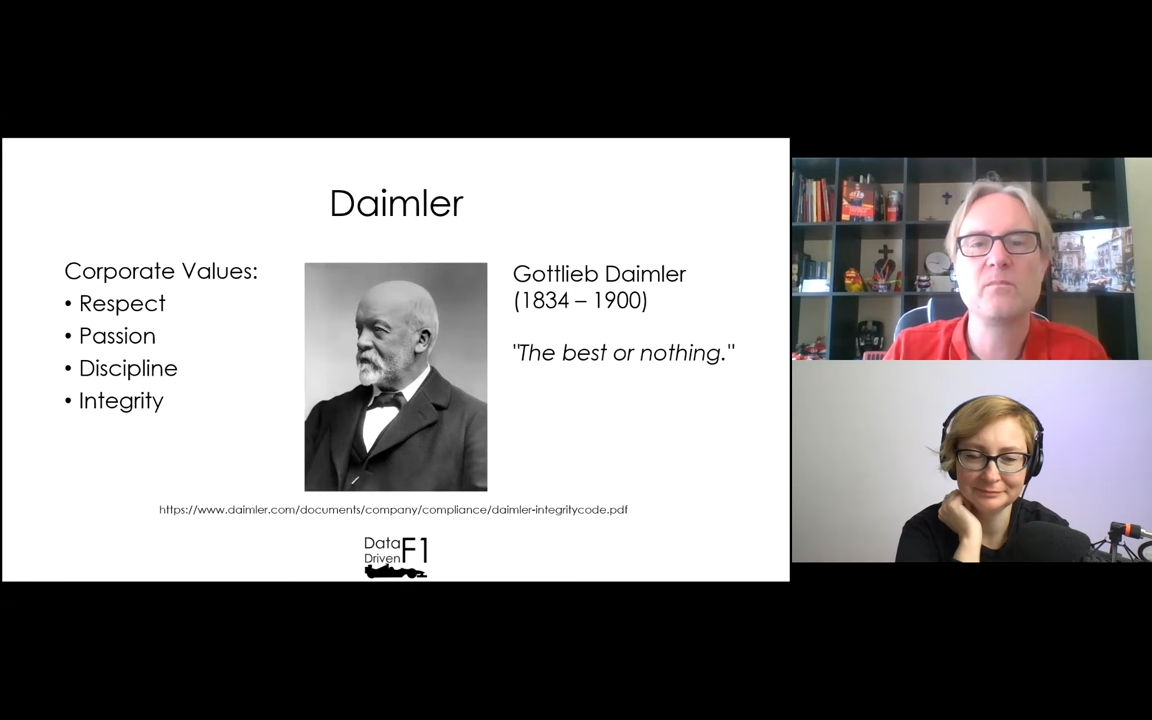 Daimler
Corporate Values:
• Respect
• Passion
• Discipline
• Integrity
Gottlieb Daimler
(1834 – 1900)
"The best or nothing."
https://www.daimler.com/documents/company/compliance/daimler-integritycode.pdf
Data
Driven
F1